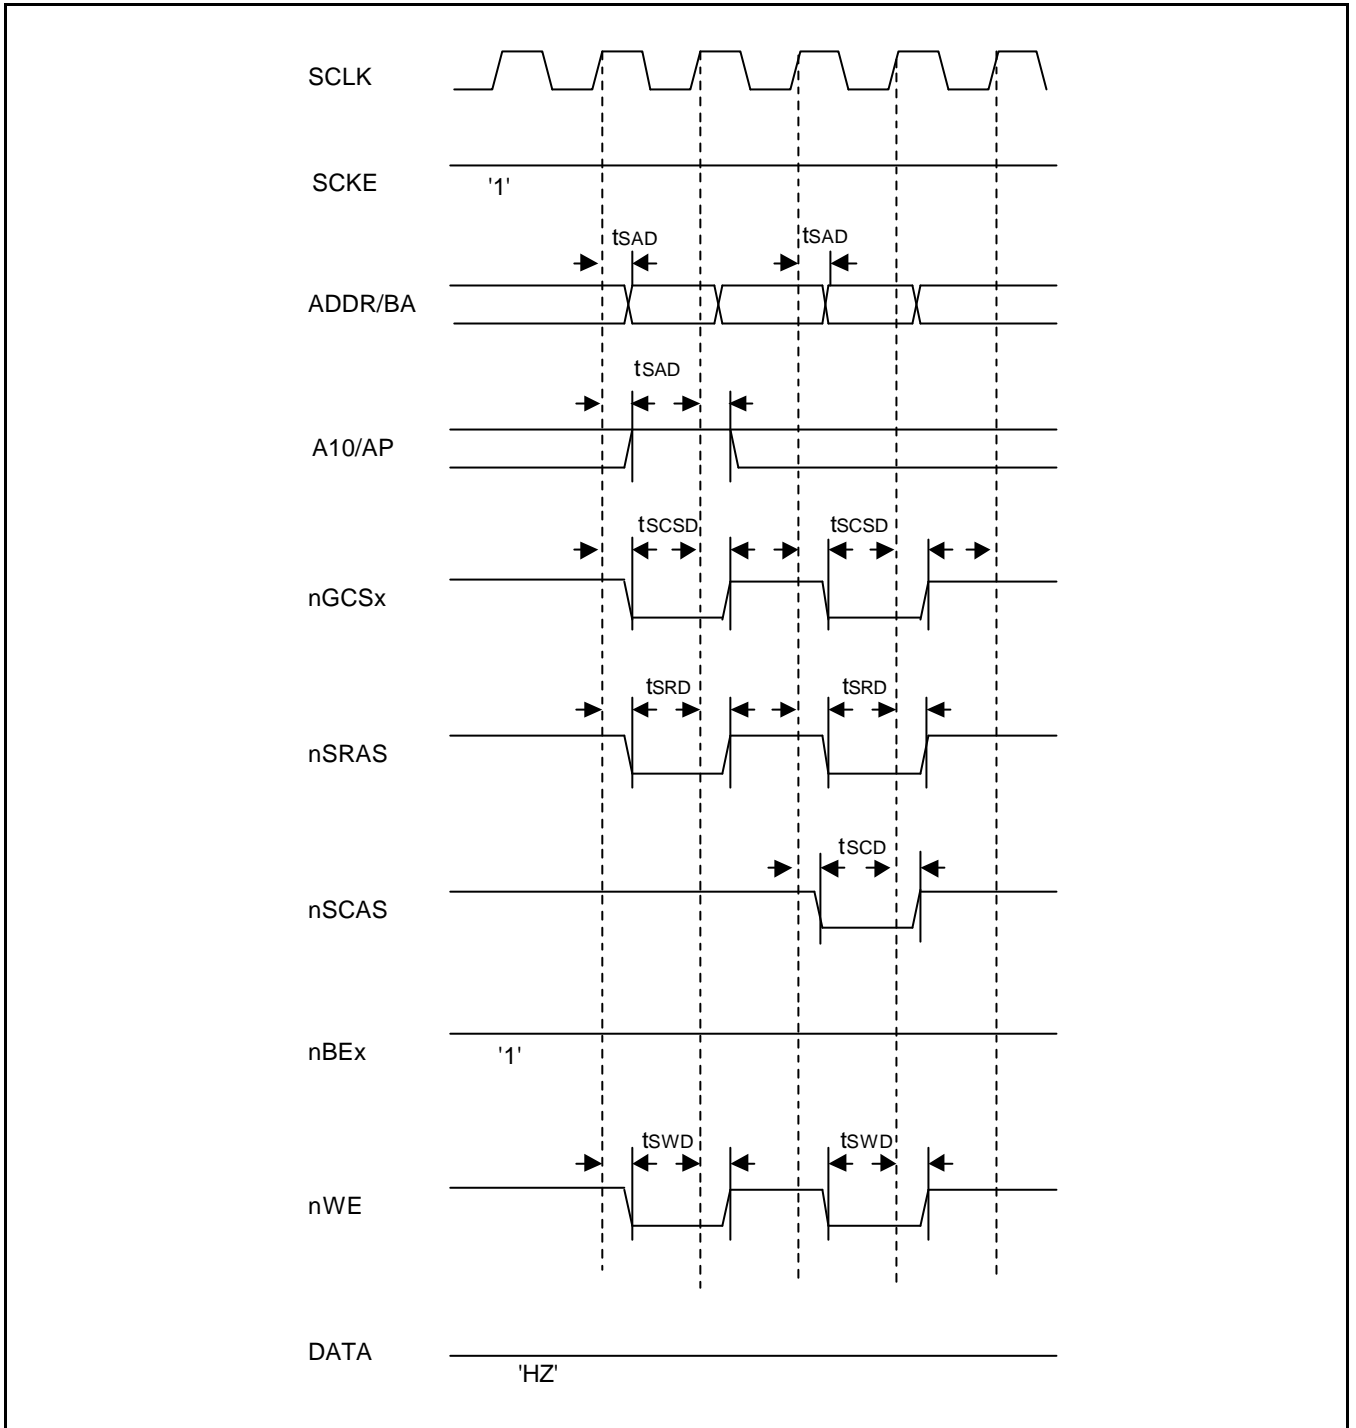 SCLK
SCKE
'1'
tSAD
tSAD
ADDR/BA
tSAD
A10/AP
tSCSD
tSCSD
nGCSx
tSRD
tSRD
nSRAS
tSCD
nSCAS
nBEx
'1'
tSWD
tSWD
nWE
DATA
'HZ'